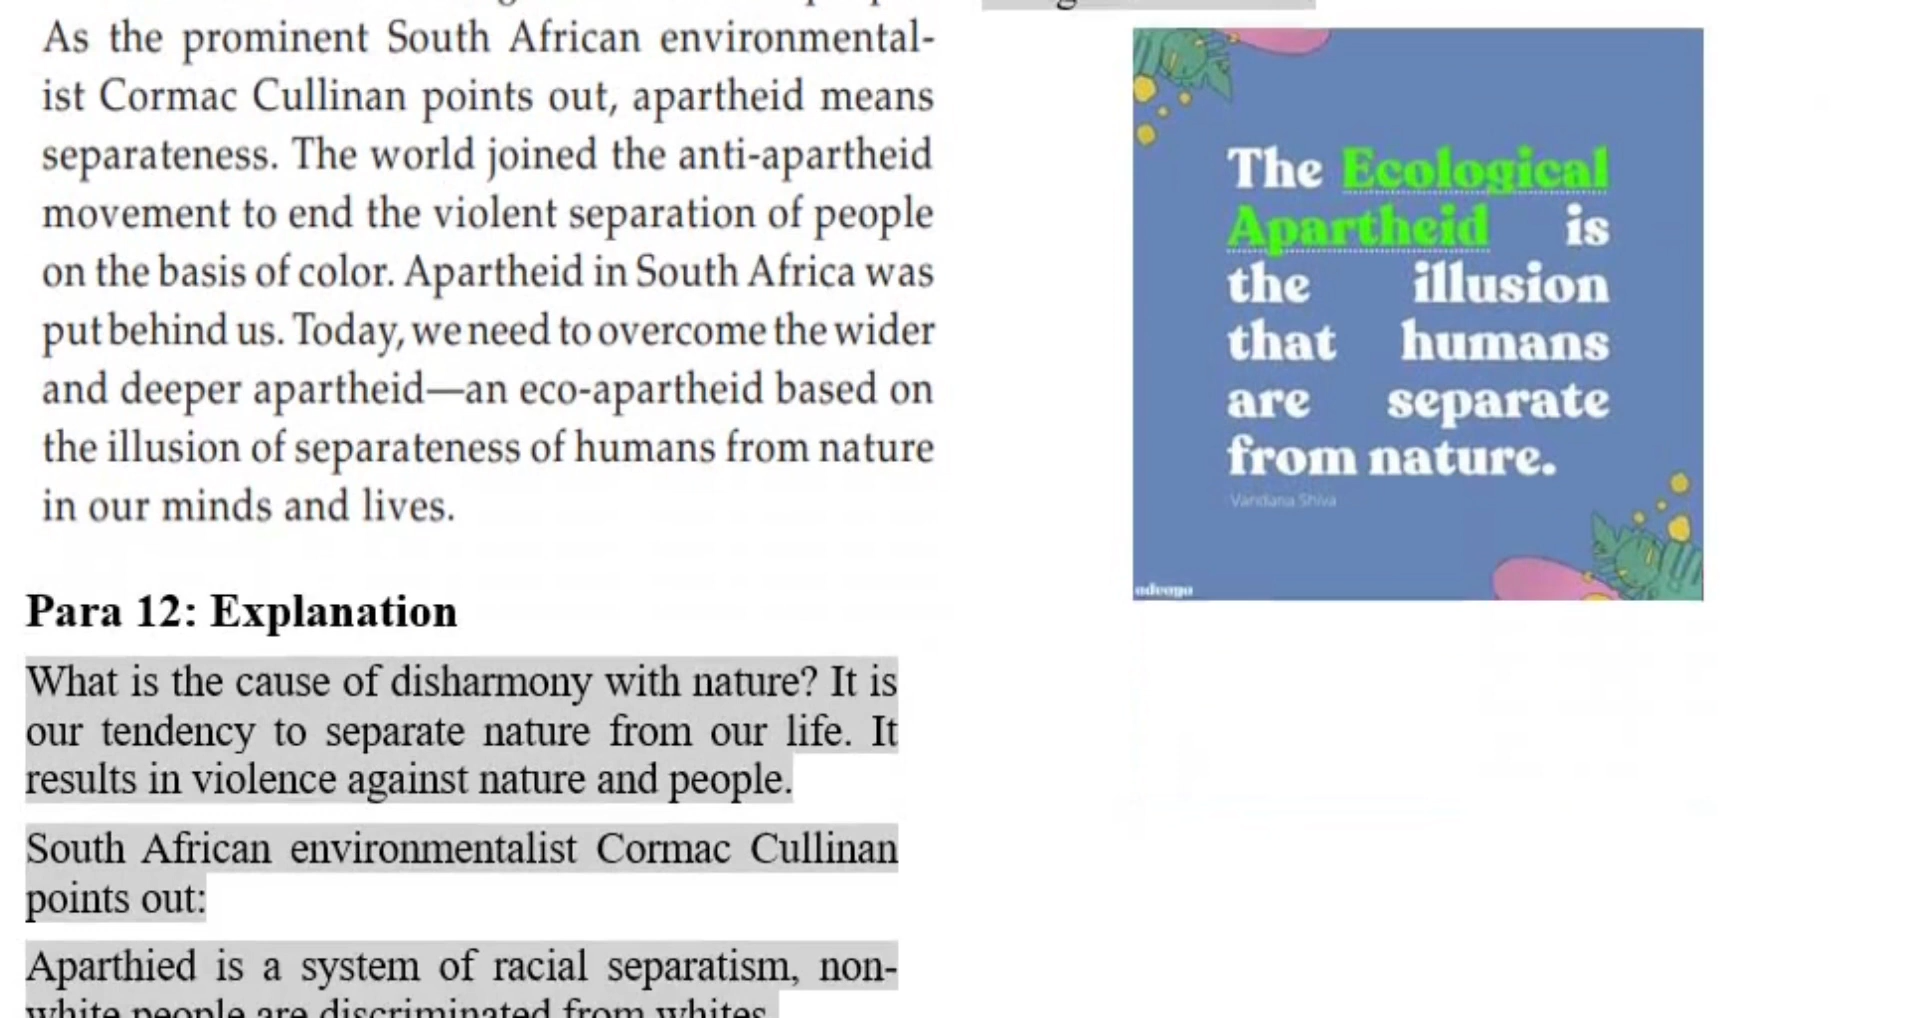 As the prominent South African environmental-
ist Cormac Cullinan points out, apartheid means
separateness. The world joined the anti-apartheid
movement to end the violent separation of people
on the basis of color. Apartheid in South Africa was
put behind us. Today, we need to overcome the wider
and deeper apartheid—an eco-apartheid based on
the illusion of separateness of humans from nature
in our minds and lives.
Para 12: Explanation
What is the cause of disharmony with nature? It is
our tendency to separate nature from our life. It
results in violence against nature and people.
South African environmentalist Cormac Cullinan
points out:
Aparthied is a system of racial separatism, non-
white people are discriminated from whites.
The Ecological
Apartheid is
the illusion
that humans
are separate
from nature.
Vandana Shiva